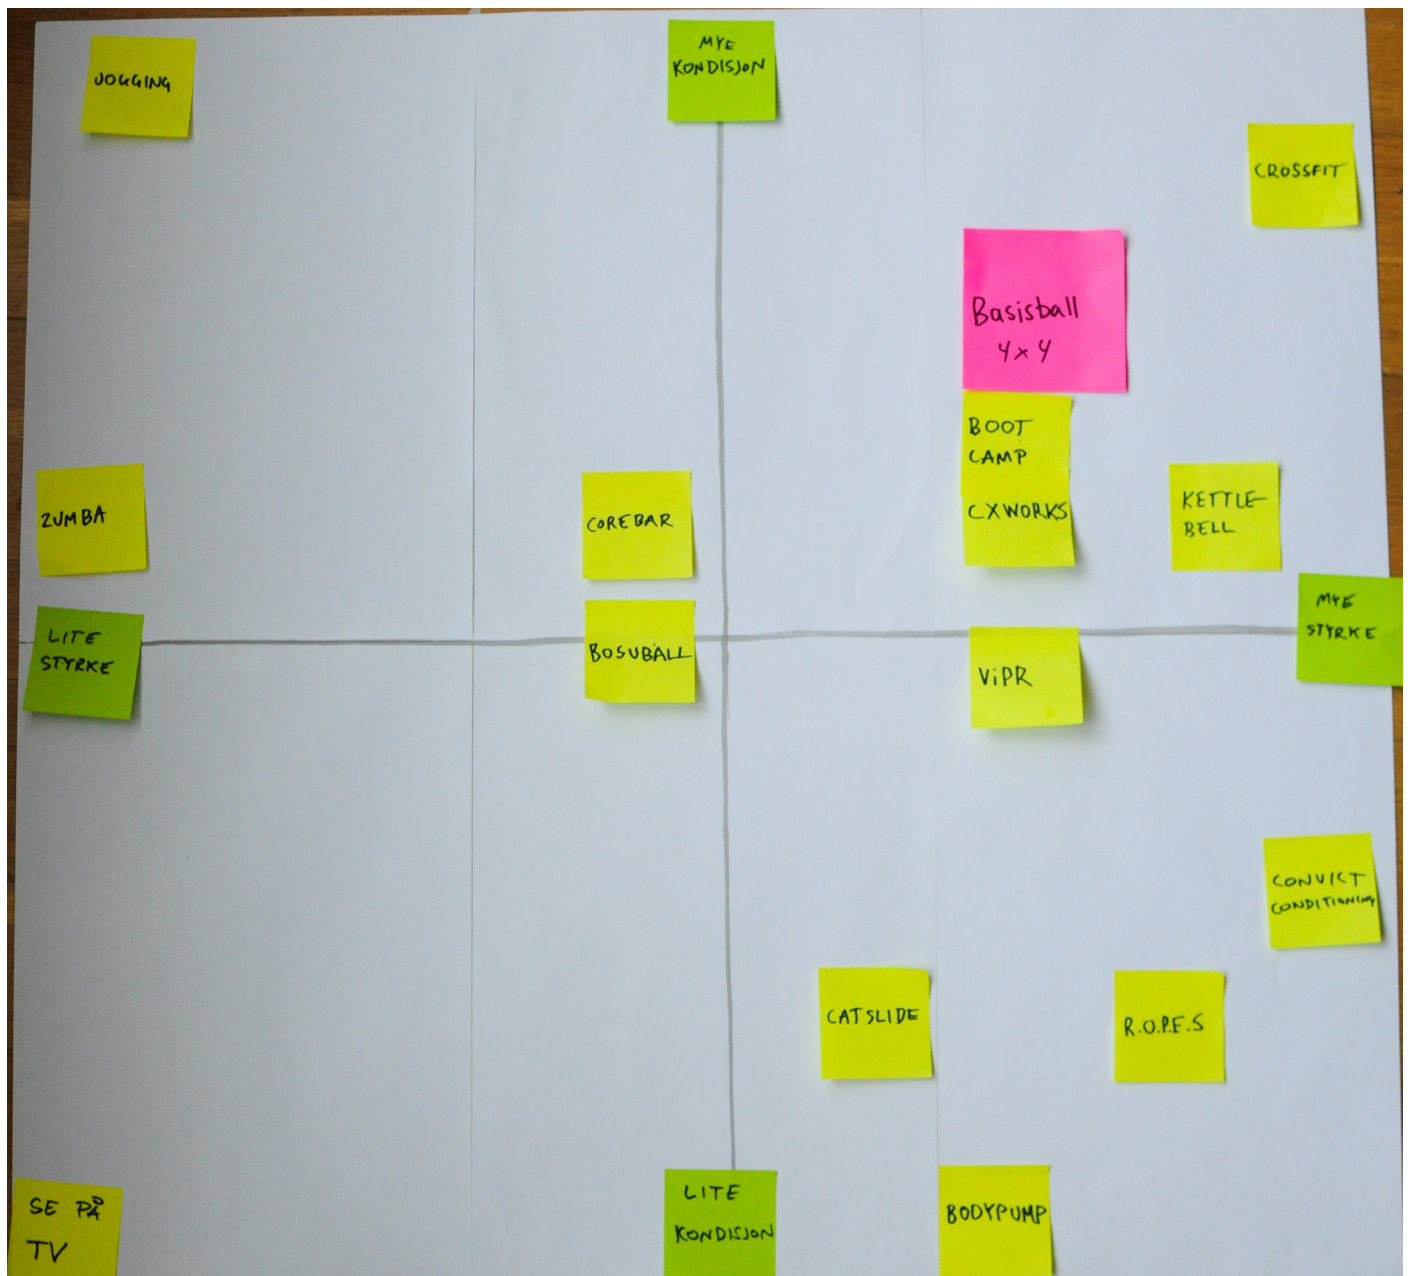 JOGGING
MYE
KONDISJON
CROSSFIT
Basisball
4x4
BOOT
CAMP
CXWORKS
KETTLE-
BELL
ZUMBA
COREBAR
LITE
STYRKE
BOSUBALL
ViPR
MYE
STYRKE
CONVICT
CONDITIONING
CATSLIDE
R.O.P.E.S
SE PÅ
TV
LITE
KONDISJON
BODYPUMP